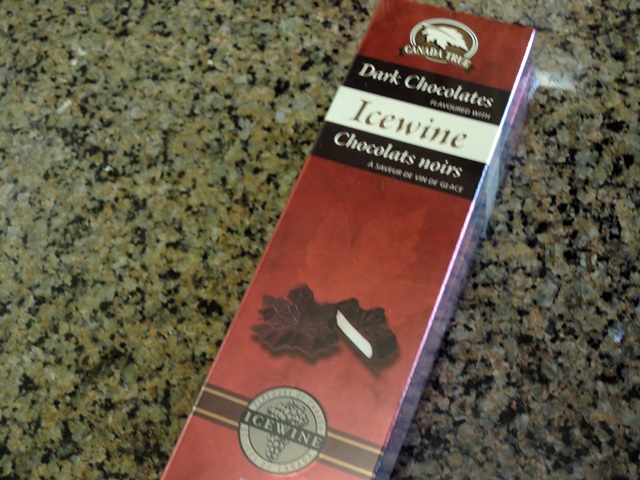 CANADA TRUE
Dark Chocolates
FLAVOURED WITH
Icewine
Chocolats noirs
À SAVEUR DE VIN DE GLACE
ICEWINE